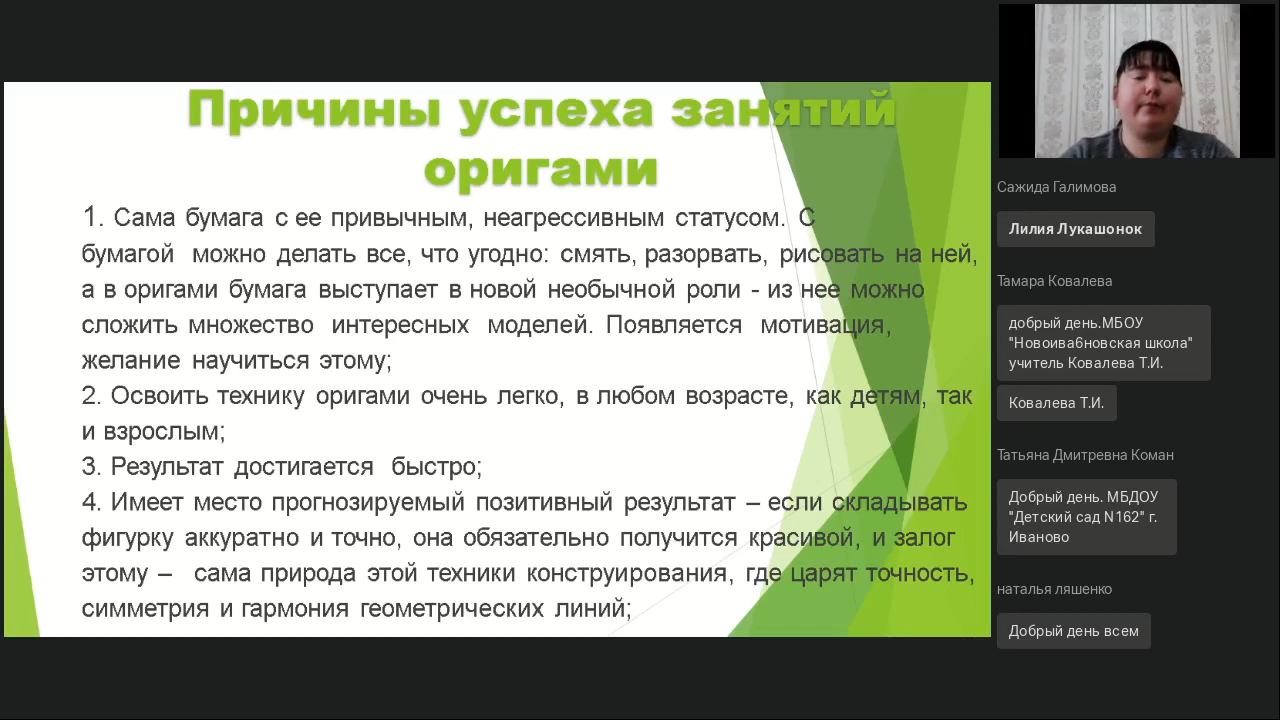 Причины успеха занятий
оригами
1. Сама бумага с ее привычным, неагрессивным статусом. С
бумагой можно делать все, что угодно: смять, разорвать, рисовать на ней,
а в оригами бумага выступает в новой необычной роли - из нее можно
сложить множество интересных моделей. Появляется мотивация,
желание научиться этому;
2. Освоить технику оригами очень легко, в любом возрасте, как детям, так
и взрослым;
3. Результат достигается быстро;
4. Имеет место прогнозируемый позитивный результат – если складывать
фигурку аккуратно и точно, она обязательно получится красивой, и залог
этому – сама природа этой техники конструирования, где царят точность,
симметрия и гармония геометрических линий;
Сажида Галимова
Лилия Лукашонок
Тамара Ковалева
добрый день.МБОУ
"Новоива6новская школа"
учитель Ковалева Т.И.
Ковалева Т.И.
Татьяна Дмитревна Коман
Добрый день. МБДОУ
"Детский сад N162" г.
Иваново
наталья ляшенко
Добрый день всем